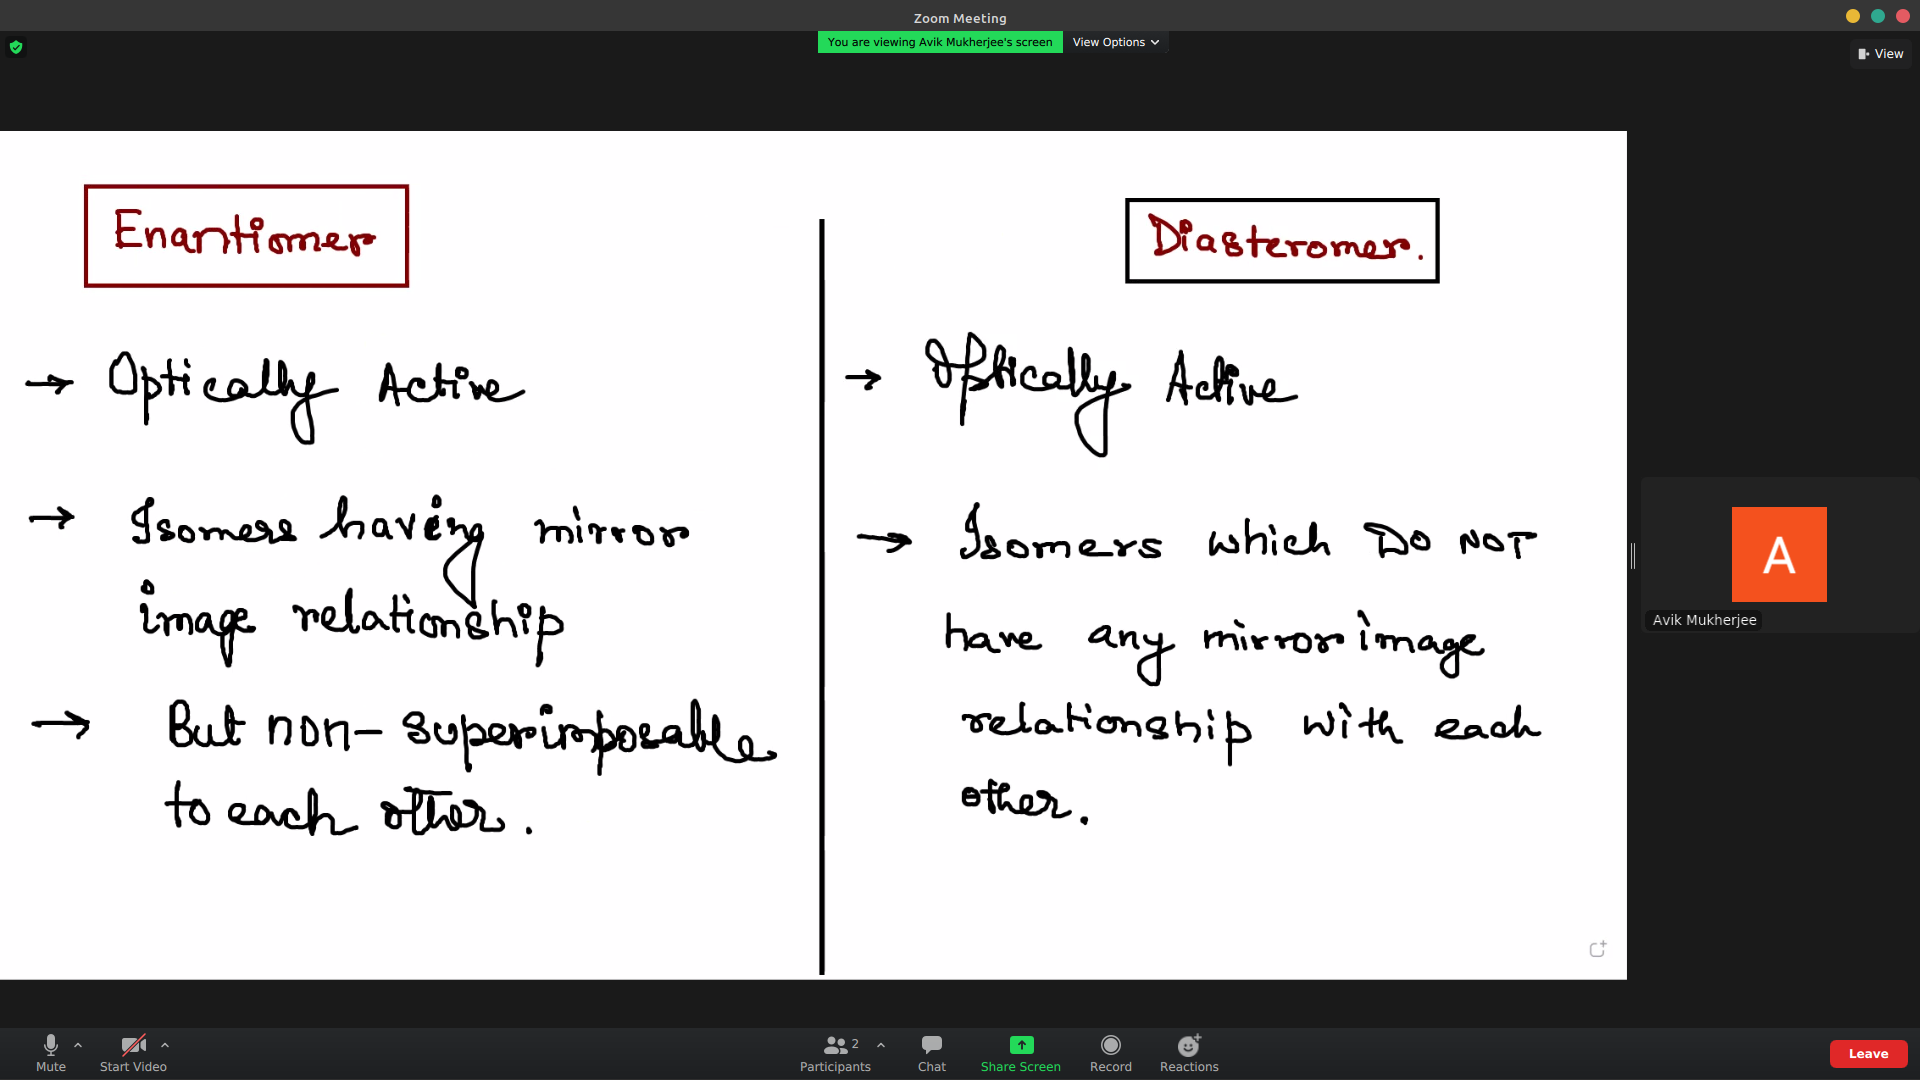 Zoom Meeting
You are viewing Avik Mukherjee's screen View Options
View
Enantiomer
→ Optically Active
→ Isomers having mirror
image relationship
→ But non-superimposable
to each other.
Diasteromer.
→ Optically Active
→ Isomers which DO NOT
have any mirror image
relationship with each
other.
A
Avik Mukherjee
Mute
Start Video
Participants 2
Chat
Share Screen
Record
Reactions
Leave